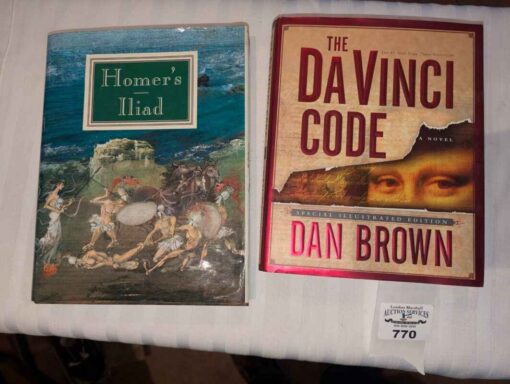 Homer's
Iliad
THE
DA VINCI
CODE
A NOVEL
SPECIAL ILLUSTRATED EDITION
DAN BROWN
AUCTION SERVICES
770